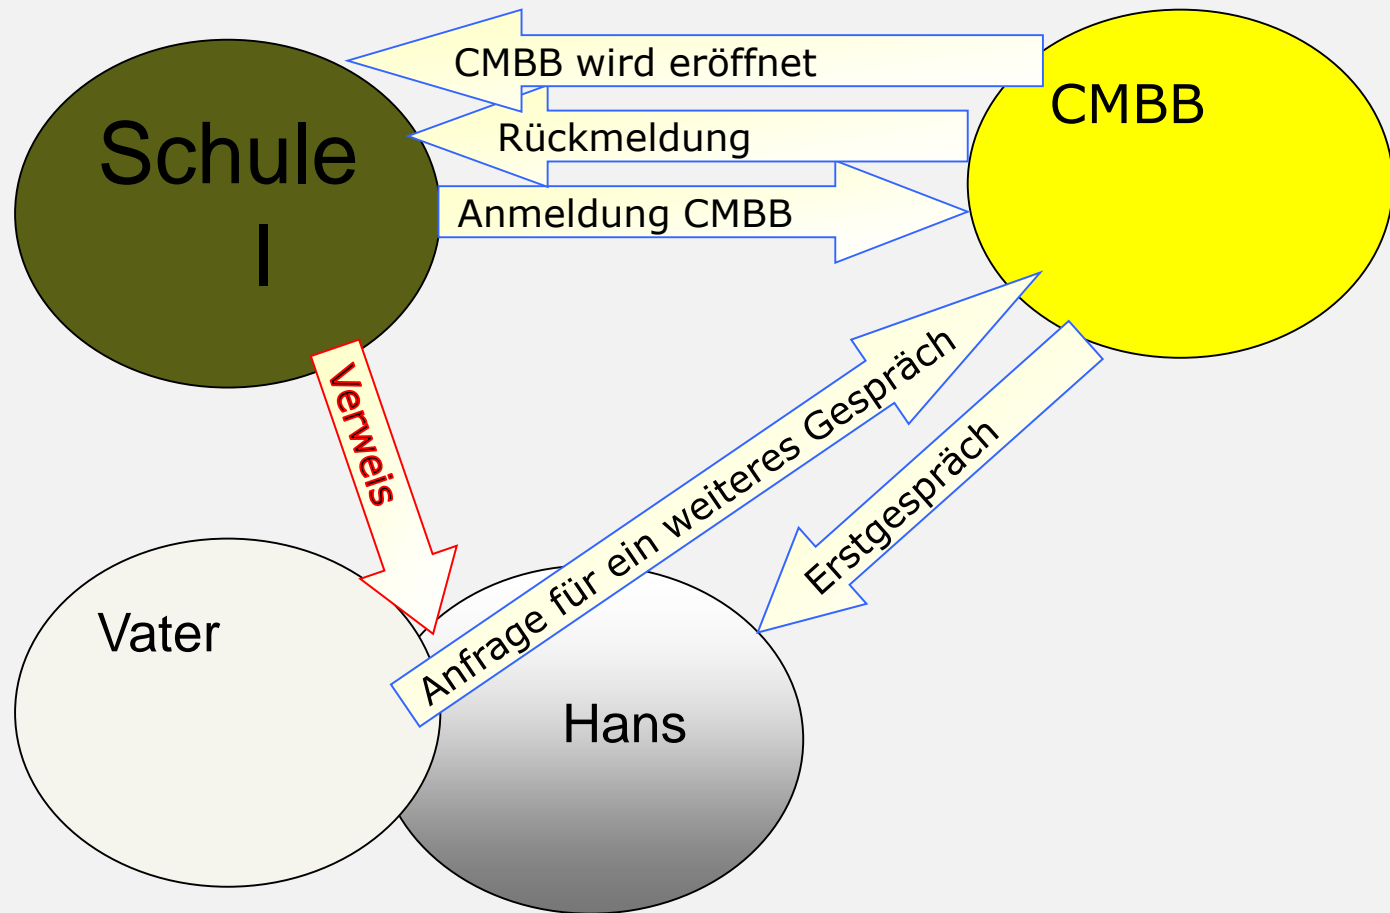 CMBB wird eröffnet
CMBB
Schule
I
Rückmeldung
Anmeldung CMBB
Verweis
Anfrage für ein weiteres Gespräch
Erstgespräch
Vater
Hans